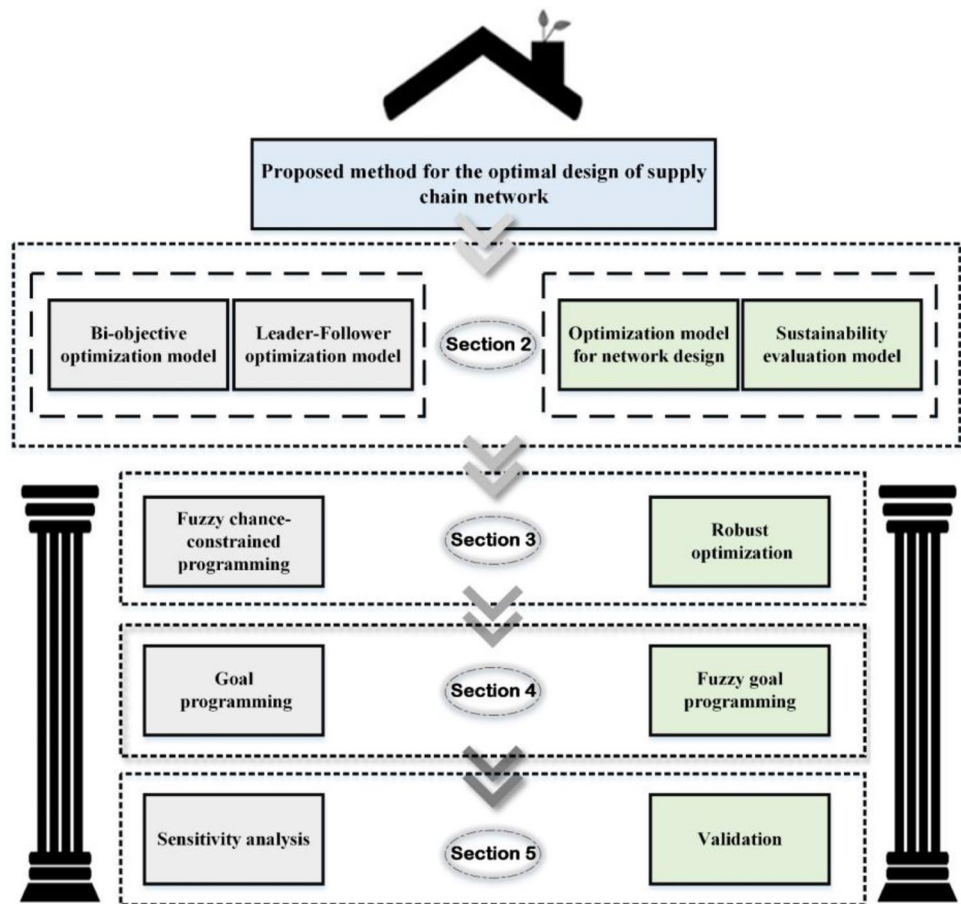 Proposed method for the optimal design of supply
chain network
Bi-objective
optimization model
Leader-Follower
optimization model
Section 2
Optimization model
for network design
Sustainability
evaluation model
Fuzzy chance-
constrained
programming
Section 3
Robust
optimization
Goal
programming
Section 4
Fuzzy goal
programming
Sensitivity analysis
Section 5
Validation